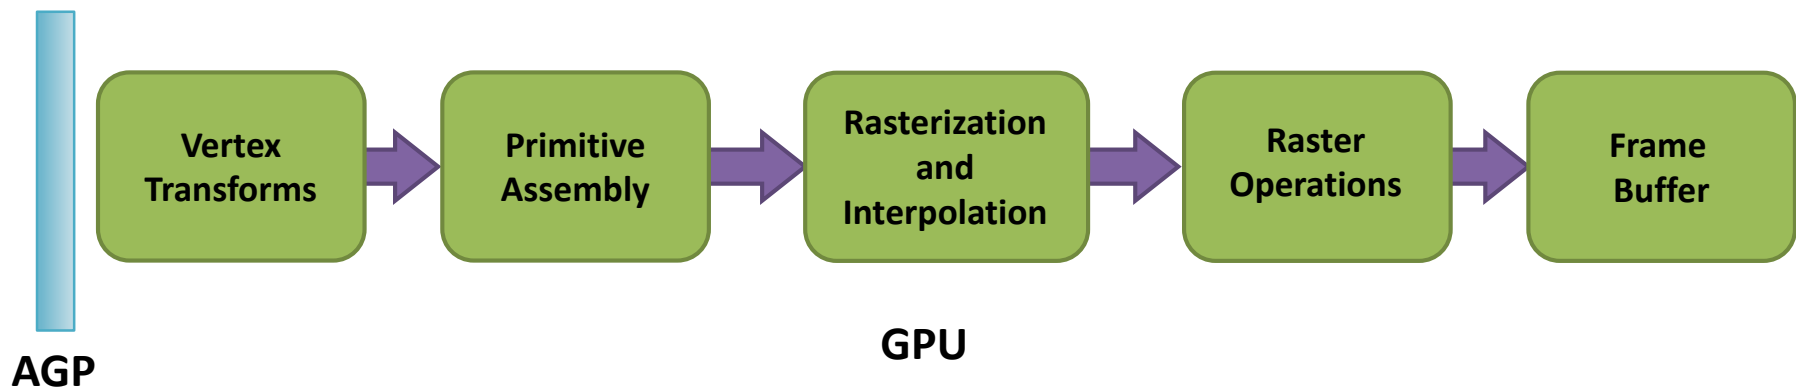 Vertex
Transforms
Primitive
Assembly
Rasterization
and
Interpolation
Raster
Operations
Frame
Buffer
GPU
AGP